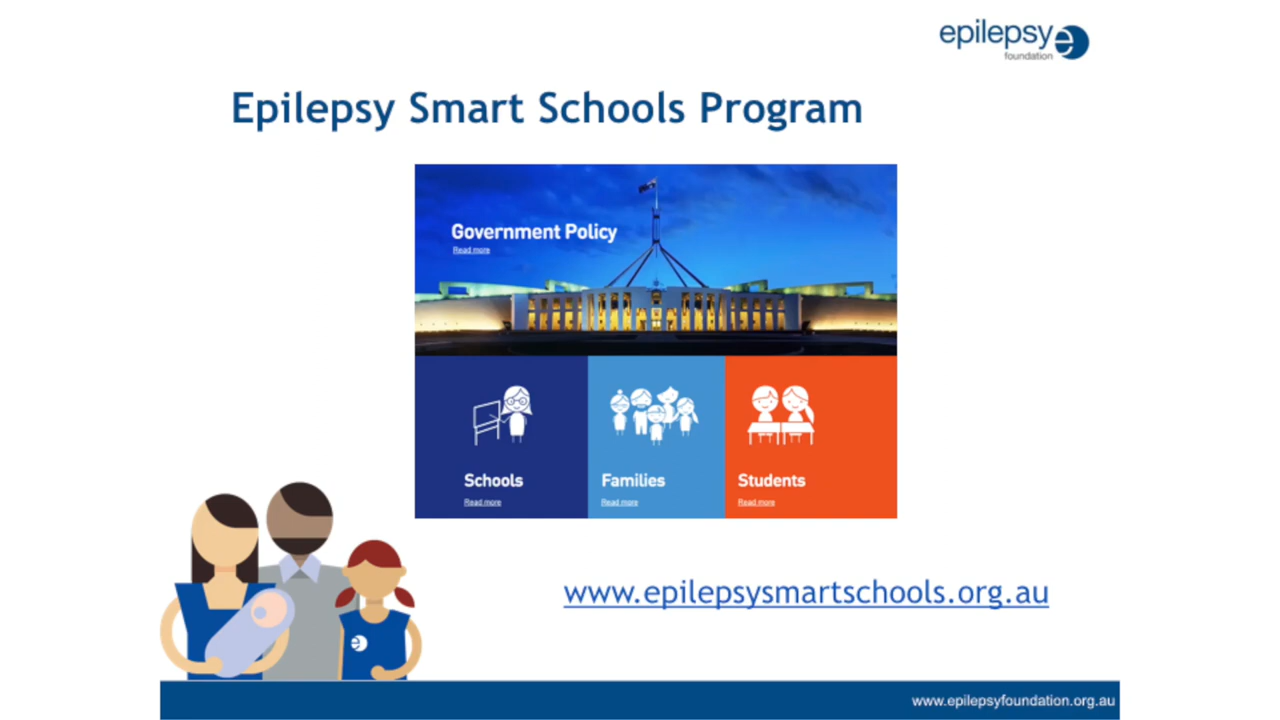 epilepsy
foundation
Epilepsy Smart Schools Program
Government Policy
Read more
Schools
Read more
Families
Read more
Students
Read more
www.epilepsysmartschools.org.au
www.epilepsyfoundation.org.au